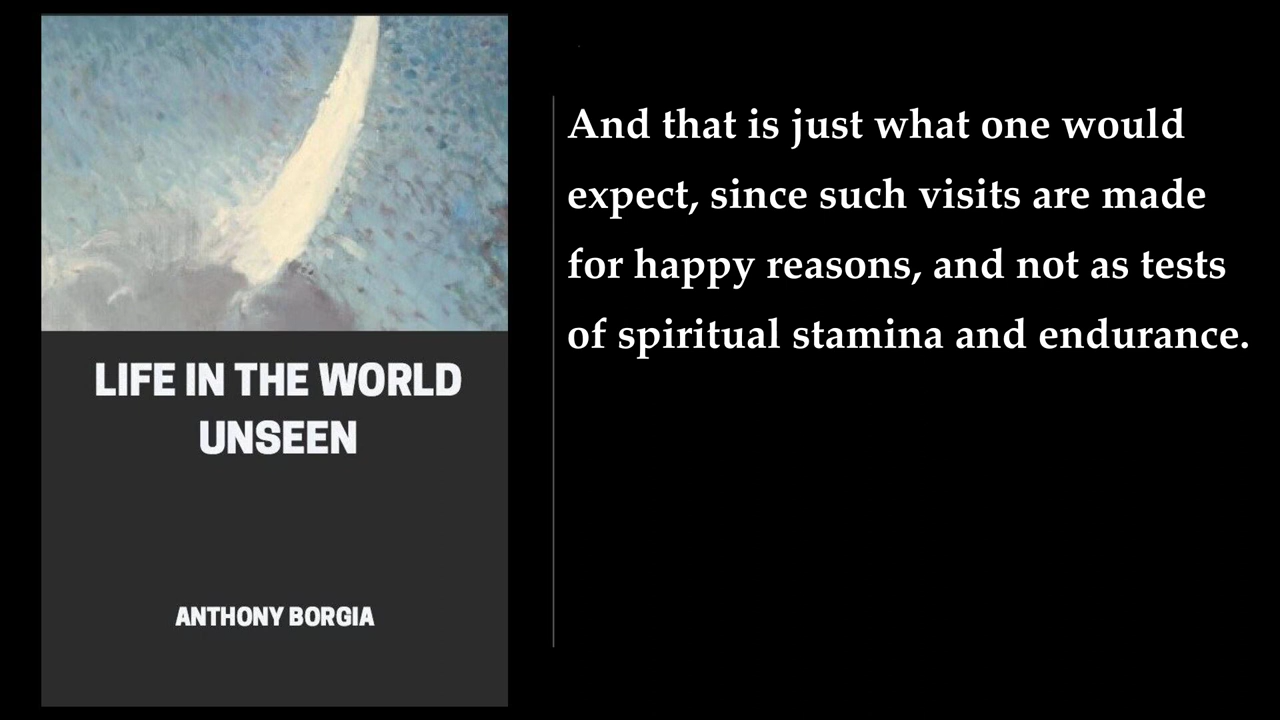 LIFE IN THE WORLD
UNSEEN
ANTHONY BORGIA
And that is just what one would
expect, since such visits are made
for happy reasons, and not as tests
of spiritual stamina and endurance.